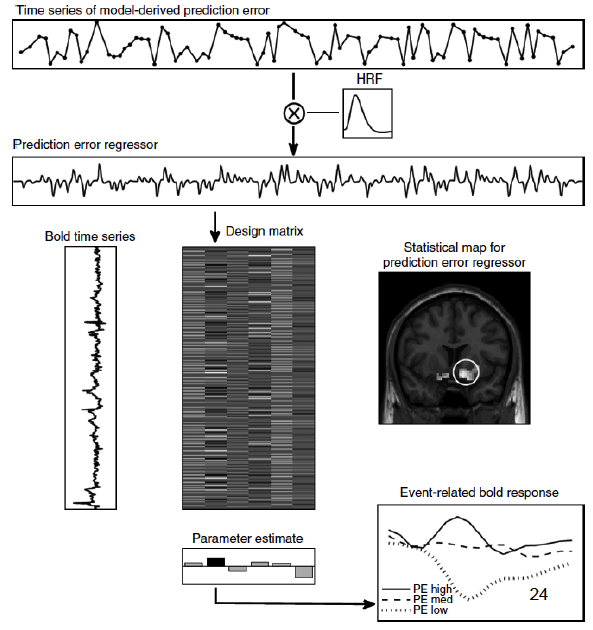 Time series of model-derived prediction error
HRF
Prediction error regressor
Bold time series
Design matrix
Statistical map for
prediction error regressor
Event-related bold response
Parameter estimate
PE high
PE med
PE low
24